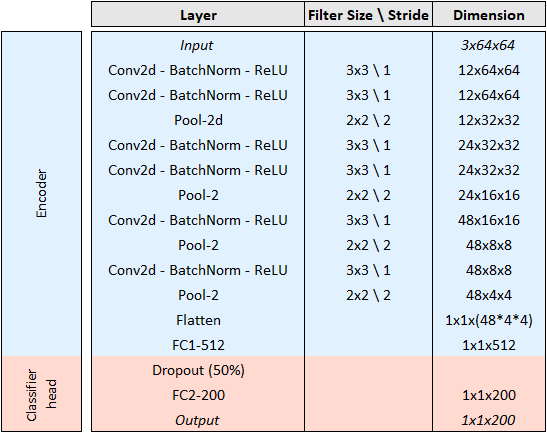 Layer Filter Size \ Stride Dimension
Input 3x64x64
Conv2d - BatchNorm - ReLU 3x3 \ 1 12x64x64
Conv2d - BatchNorm - ReLU 3x3 \ 1 12x64x64
Pool-2d 2x2 \ 2 12x32x32
Conv2d - BatchNorm - ReLU 3x3 \ 1 24x32x32
Conv2d - BatchNorm - ReLU 3x3 \ 1 24x32x32
Pool-2 2x2 \ 2 24x16x16
Conv2d - BatchNorm - ReLU 3x3 \ 1 48x16x16
Pool-2 2x2 \ 2 48x8x8
Conv2d - BatchNorm - ReLU 3x3 \ 1 48x8x8
Pool-2 2x2 \ 2 48x4x4
Flatten 1x1x(48*4*4)
FC1-512 1x1x512
Encoder
Dropout (50%)
FC2-200 1x1x200
Output 1x1x200
Classifier
head